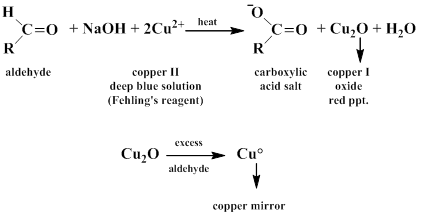 H
C=O + NaOH + 2Cu²⁺ heat ⁻O C=O + Cu₂O + H₂O
R R
aldehyde copper II carboxylic copper I
deep blue solution acid salt oxide
(Fehling's reagent) red ppt.
Cu₂O excess Cu°
aldehyde
copper mirror